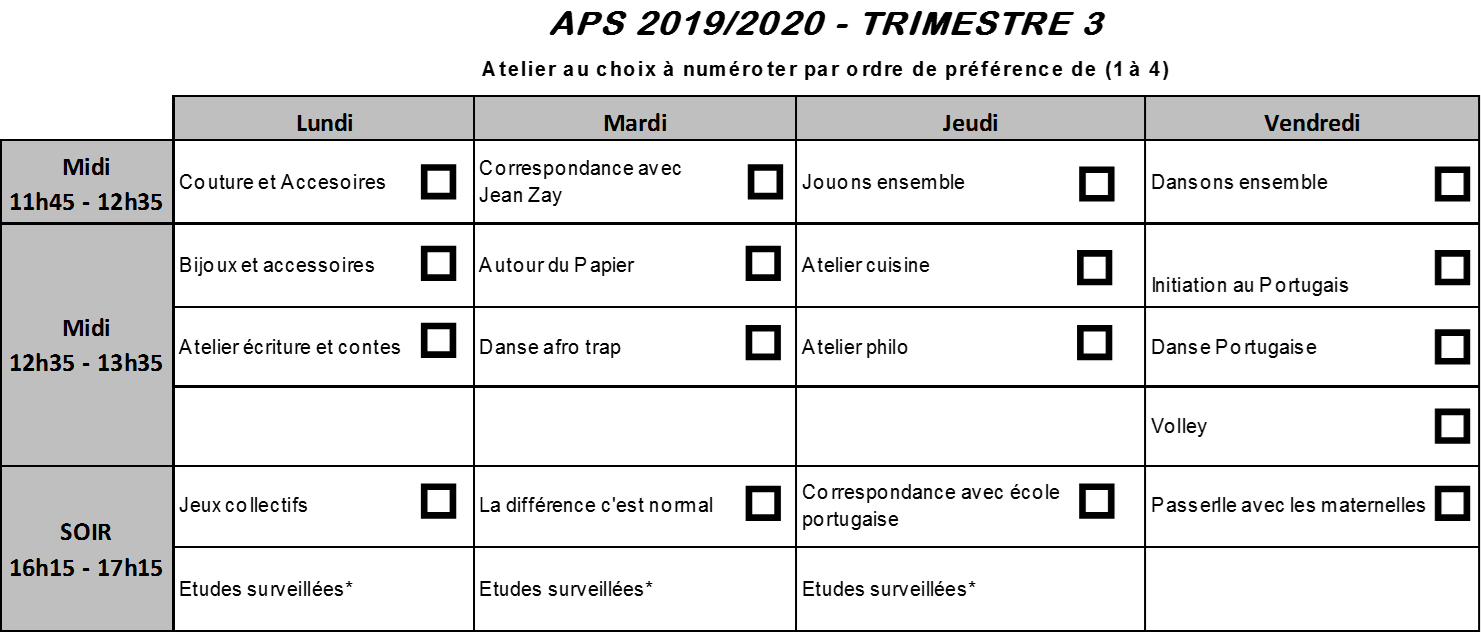 APS 2019/2020 - TRIMESTRE 3
Atelier au choix à numéroter par ordre de préférence de (1 à 4)
Lundi Mardi Jeudi Vendredi
Midi
11h45 - 12h35
Couture et Accesoires
Correspondance avec
Jean Zay
Jouons ensemble
Dansons ensemble
Midi
12h35 - 13h35
Bijoux et accessoires
Autour du Papier
Atelier cuisine
Initiation au Portugais
Atelier écriture et contes
Danse afro trap
Atelier philo
Danse Portugaise
Volley
SOIR
16h15 - 17h15
Jeux collectifs
La différence c'est normal
Correspondance avec école
portugaise
Passerlle avec les maternelles
Etudes surveillées*
Etudes surveillées*
Etudes surveillées*